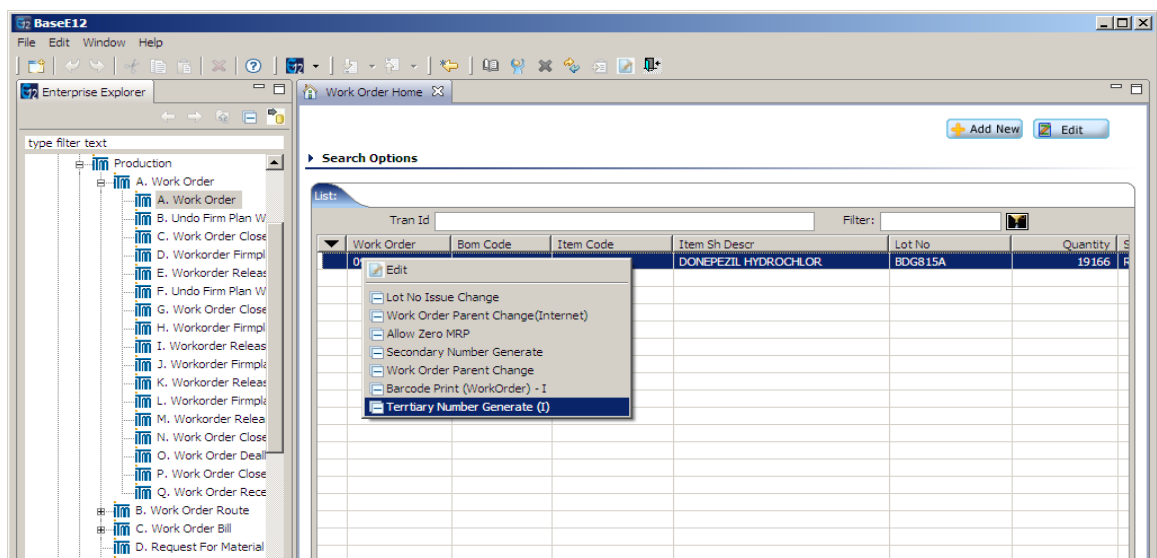 BaseE12
File Edit Window Help
Enterprise Explorer
Work Order Home
Add New
Edit
type filter text
Search Options
Production
A. Work Order
A. Work Order
B. Undo Firm Plan W
C. Work Order Close
D. Workorder Firmpl
E. Workorder Releas
F. Undo Firm Plan W
G. Work Order Close
H. Workorder Firmpl
I. Workorder Releas
J. Workorder Firmpla
K. Workorder Releas
L. Workorder Firmpla
M. Workorder Relea
N. Work Order Close
O. Work Order Deall
P. Work Order Close
Q. Work Order Rece
B. Work Order Route
C. Work Order Bill
D. Request For Material
List:
Tran Id
Filter:
Work Order Bom Code Item Code Item Sh Descr Lot No Quantity S
DONEPEZIL HYDROCHLOR BDG815A 19166 R
Edit
Lot No Issue Change
Work Order Parent Change(Internet)
Allow Zero MRP
Secondary Number Generate
Work Order Parent Change
Barcode Print (WorkOrder) - I
Terrtiary Number Generate (I)